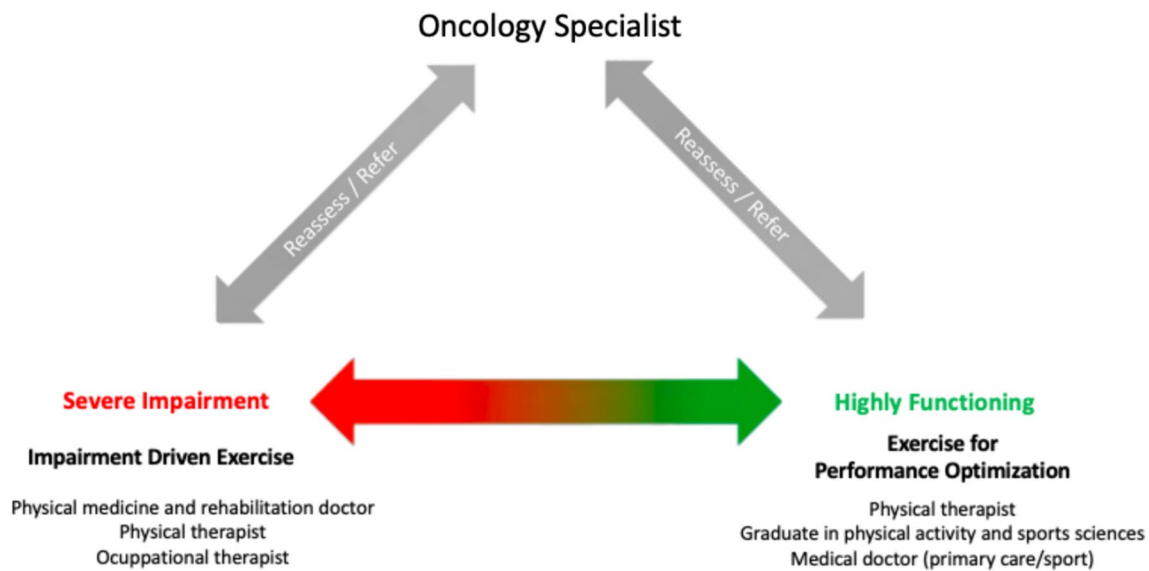 Oncology Specialist
Reassess / Refer
Reassess / Refer
Severe Impairment
Impairment Driven Exercise
Physical medicine and rehabilitation doctor
Physical therapist
Ocuppational therapist
Highly Functioning
Exercise for
Performance Optimization
Physical therapist
Graduate in physical activity and sports sciences
Medical doctor (primary care/sport)